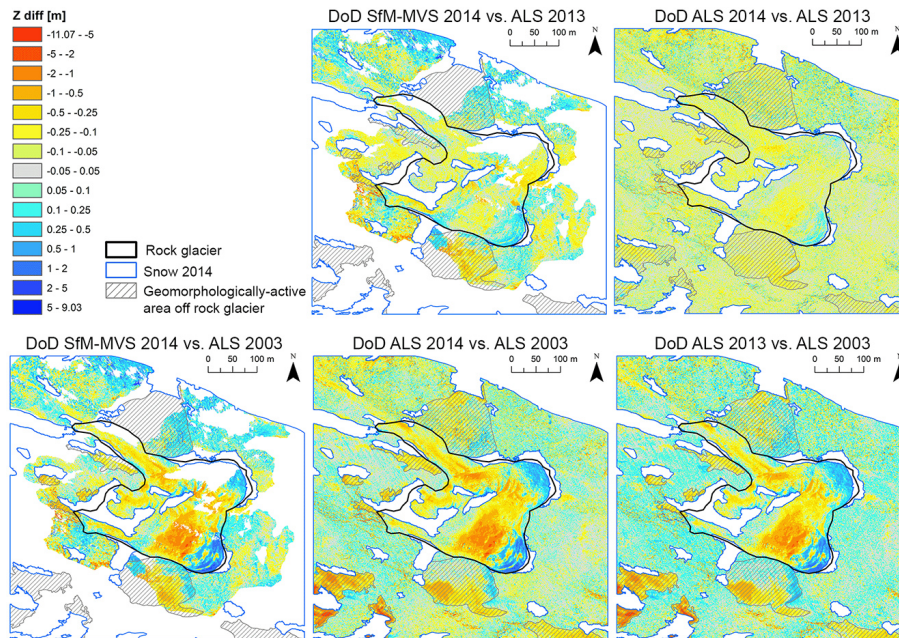 Z diff [m]
-11.07 - -5
-5 - -2
-2 - -1
-1 - -0.5
-0.5 - -0.25
-0.25 - -0.1
-0.1 - -0.05
-0.05 - 0.05
0.05 - 0.1
0.1 - 0.25
0.25 - 0.5
0.5 - 1
1 - 2
2 - 5
5 - 9.03
Rock glacier
Snow 2014
Geomorphologically-active
area off rock glacier
DoD SfM-MVS 2014 vs. ALS 2013
0 50 100 m
N
DoD ALS 2014 vs. ALS 2013
0 50 100 m
N
DoD SfM-MVS 2014 vs. ALS 2003
0 50 100 m
N
DoD ALS 2014 vs. ALS 2003
0 50 100 m
N
DoD ALS 2013 vs. ALS 2003
0 50 100 m
N